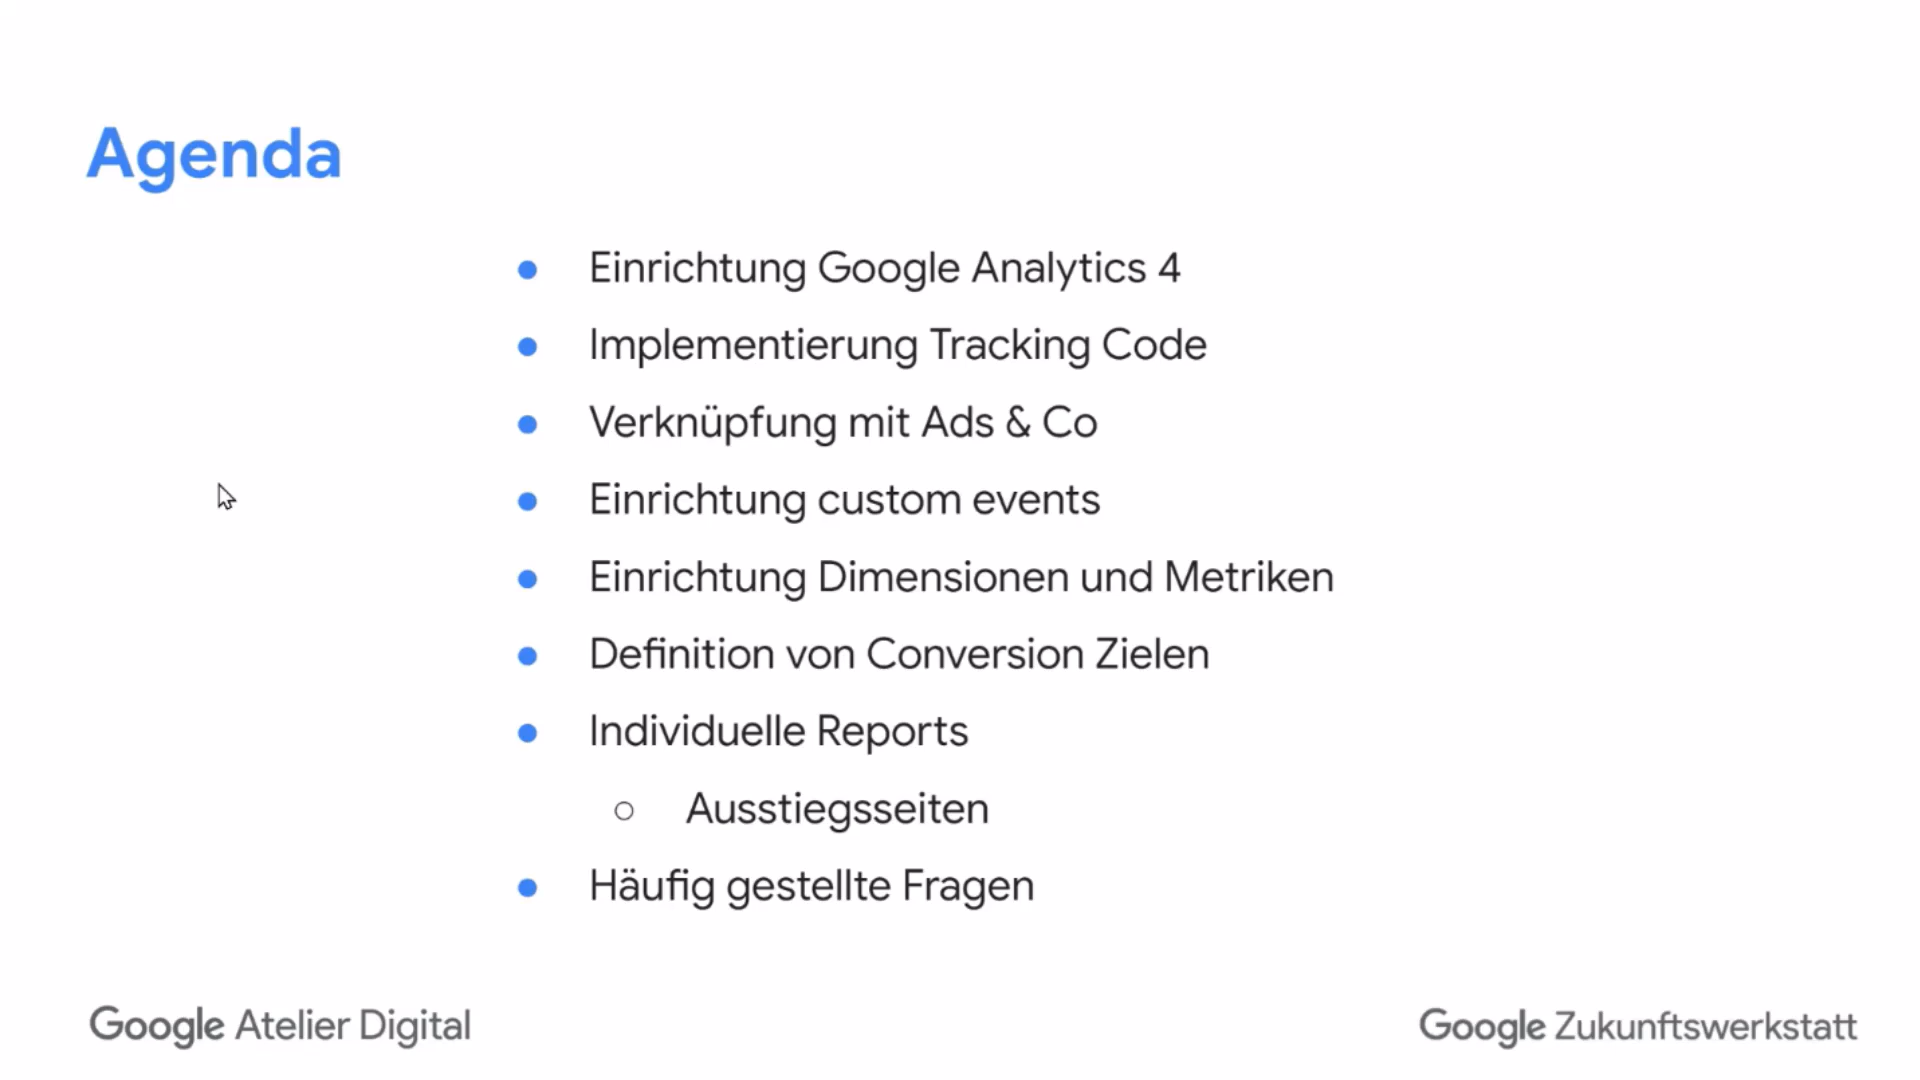 Agenda
Einrichtung Google Analytics 4
Implementierung Tracking Code
Verknüpfung mit Ads & Co
Einrichtung custom events
Einrichtung Dimensionen und Metriken
Definition von Conversion Zielen
Individuelle Reports
Ausstiegsseiten
Häufig gestellte Fragen
Google Atelier Digital
Google Zukunftswerkstatt